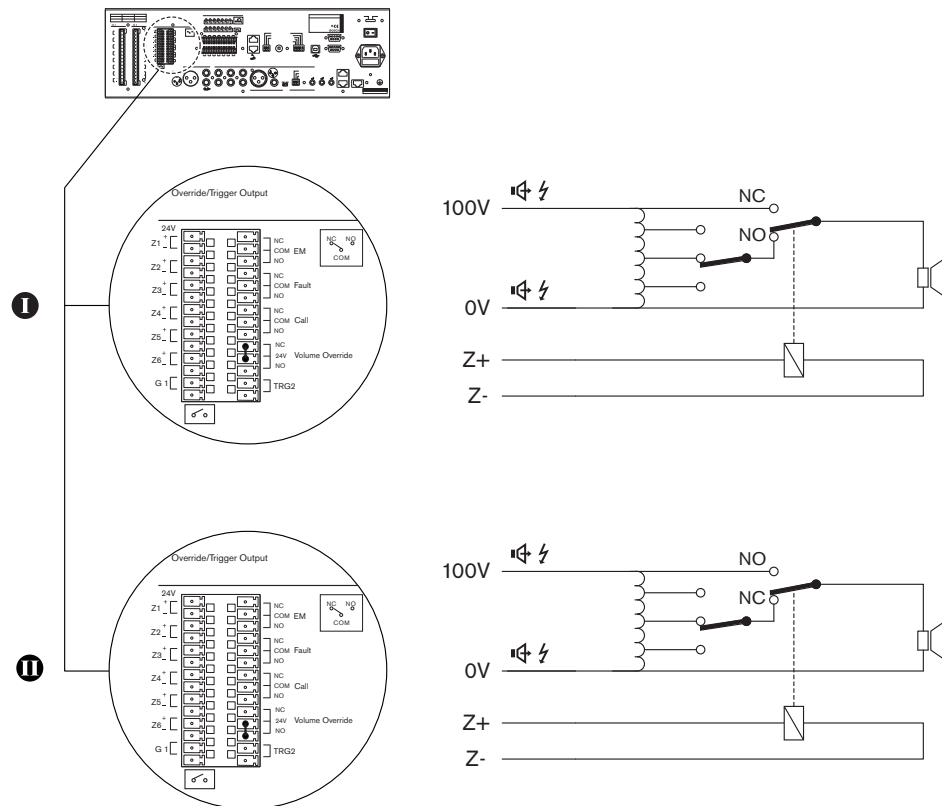 I
Override/Trigger Output
24V
Z1 + -
Z2 + -
Z3 + -
Z4 + -
Z5 + -
Z6 + -
G 1
NC
COM EM
NO
NC
COM Fault
NO
NC
COM Call
NO
NC
24V Volume Override
NO
TRG2
NC NO
COM
100V
NC
NO
0V
Z+
Z-
II
Override/Trigger Output
24V
Z1 + -
Z2 + -
Z3 + -
Z4 + -
Z5 + -
Z6 + -
G 1
NC
COM EM
NO
NC
COM Fault
NO
NC
COM Call
NO
NC
24V Volume Override
NO
TRG2
NC NO
COM
100V
NO
NC
0V
Z+
Z-